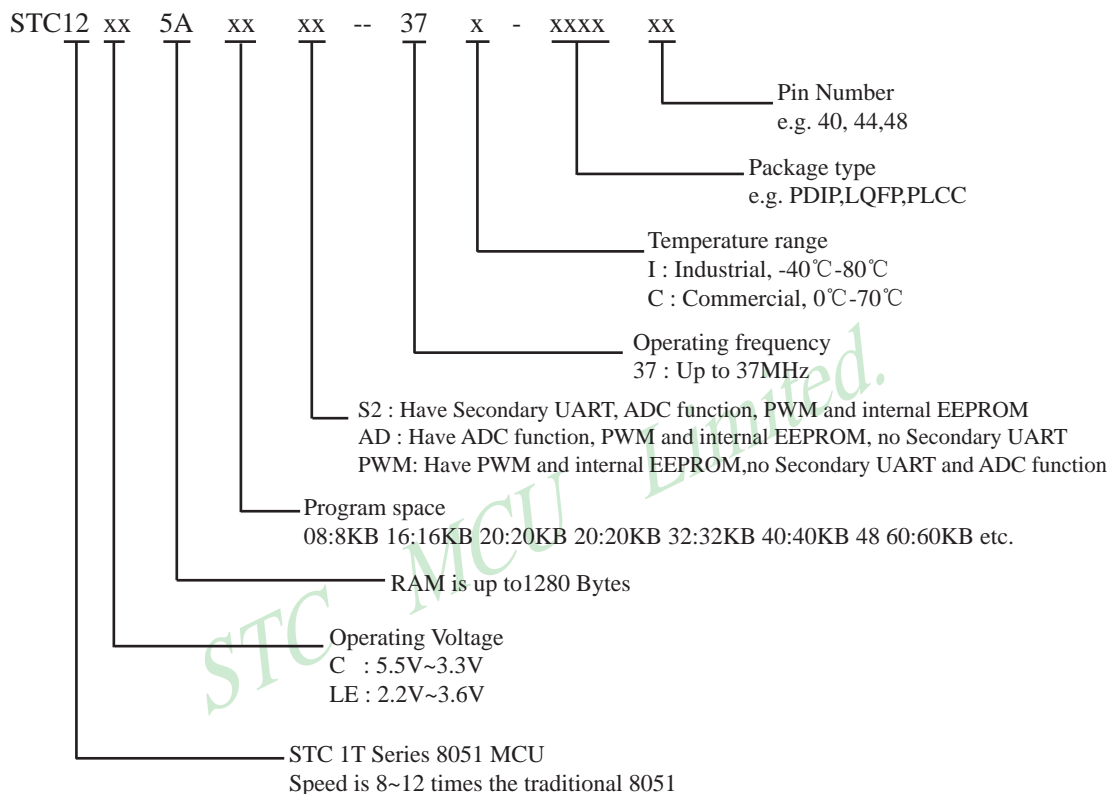 STC12 xx 5A xx xx -- 37 x - xxxx xx
Pin Number
e.g. 40, 44,48
Package type
e.g. PDIP,LQFP,PLCC
Temperature range
I : Industrial, -40℃-80℃
C : Commercial, 0℃-70℃
Operating frequency
37 : Up to 37MHz
S2 : Have Secondary UART, ADC function, PWM and internal EEPROM
AD : Have ADC function, PWM and internal EEPROM, no Secondary UART
PWM: Have PWM and internal EEPROM,no Secondary UART and ADC function
Program space
08:8KB 16:16KB 20:20KB 20:20KB 32:32KB 40:40KB 48 60:60KB etc.
RAM is up to1280 Bytes
Operating Voltage
C : 5.5V~3.3V
LE : 2.2V~3.6V
STC 1T Series 8051 MCU
Speed is 8~12 times the traditional 8051
STC MCU Limited.